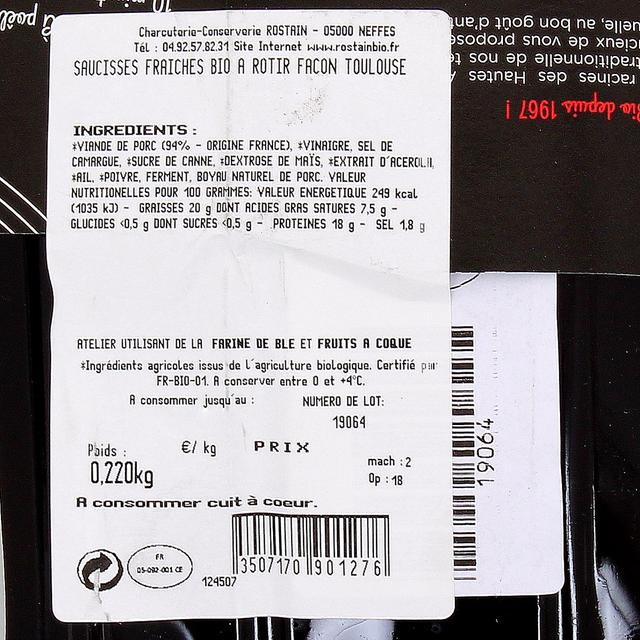 Charcuterie-Conserverie ROSTAIN - 05000 NEFFES
Tél : 04.92.57.82.31 Site Internet www.rostainbio.fr
SAUCISSES FRAICHES BIO A ROTIR FACON TOULOUSE
INGREDIENTS :
*VIANDE DE PORC (94% - ORIGINE FRANCE), *VINAIGRE, SEL DE
CAMARGUE, *SUCRE DE CANNE, *DEXTROSE DE MAÏS, *EXTRAIT D'ACEROLA,
*AIL, *POIVRE, FERMENT, BOYAU NATUREL DE PORC. VALEUR
NUTRITIONELLES POUR 100 GRAMMES: VALEUR ENERGETIQUE 249 kcal
(1035 kJ) - GRAISSES 20 g DONT ACIDES GRAS SATURES 7,5 g -
GLUCIDES <0,5 g DONT SUCRES <0,5 g - PROTEINES 18 g - SEL 1,8 g
ATELIER UTILISANT DE LA FARINE DE BLE ET FRUITS A COQUE
*Ingrédients agricoles issus de l'agriculture biologique. Certifié par
FR-BIO-01. A conserver entre 0 et +4°C.
A consommer jusqu'au : NUMERO DE LOT:
19064
Poids : €/ kg PRIX
0,220kg
mach : 2
Op : 18
A consommer cuit à coeur.
FR
05-092-001 CE
124507
3507170 901276
19064
Bio depuis 1967 !
racines des Hautes
traditionnelle de nos
cieux de vous propose
uelle, au bon goût d'ant